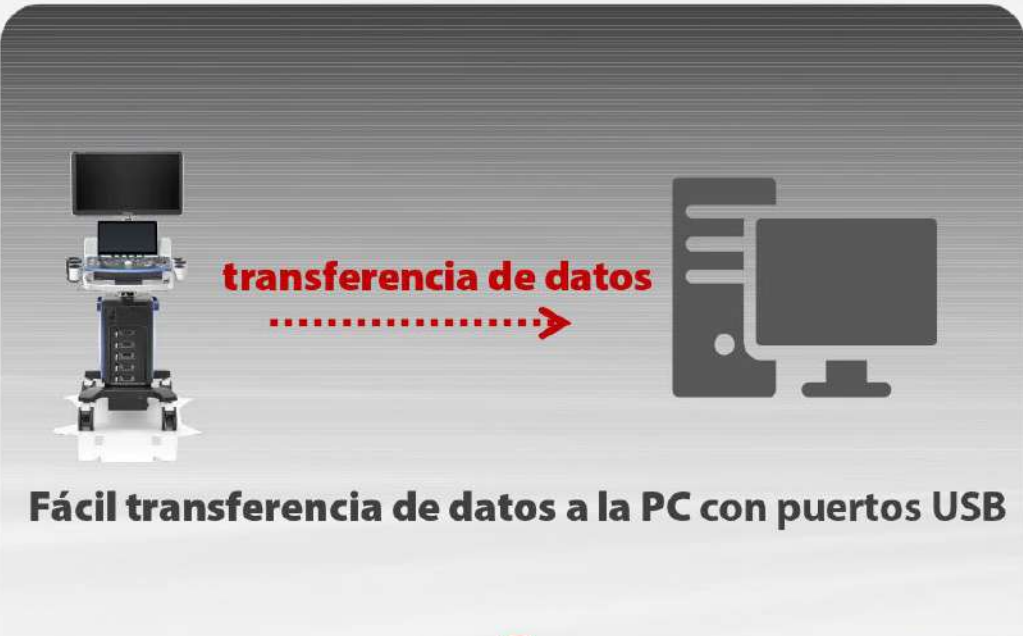 transferencia de datos
Fácil transferencia de datos a la PC con puertos USB